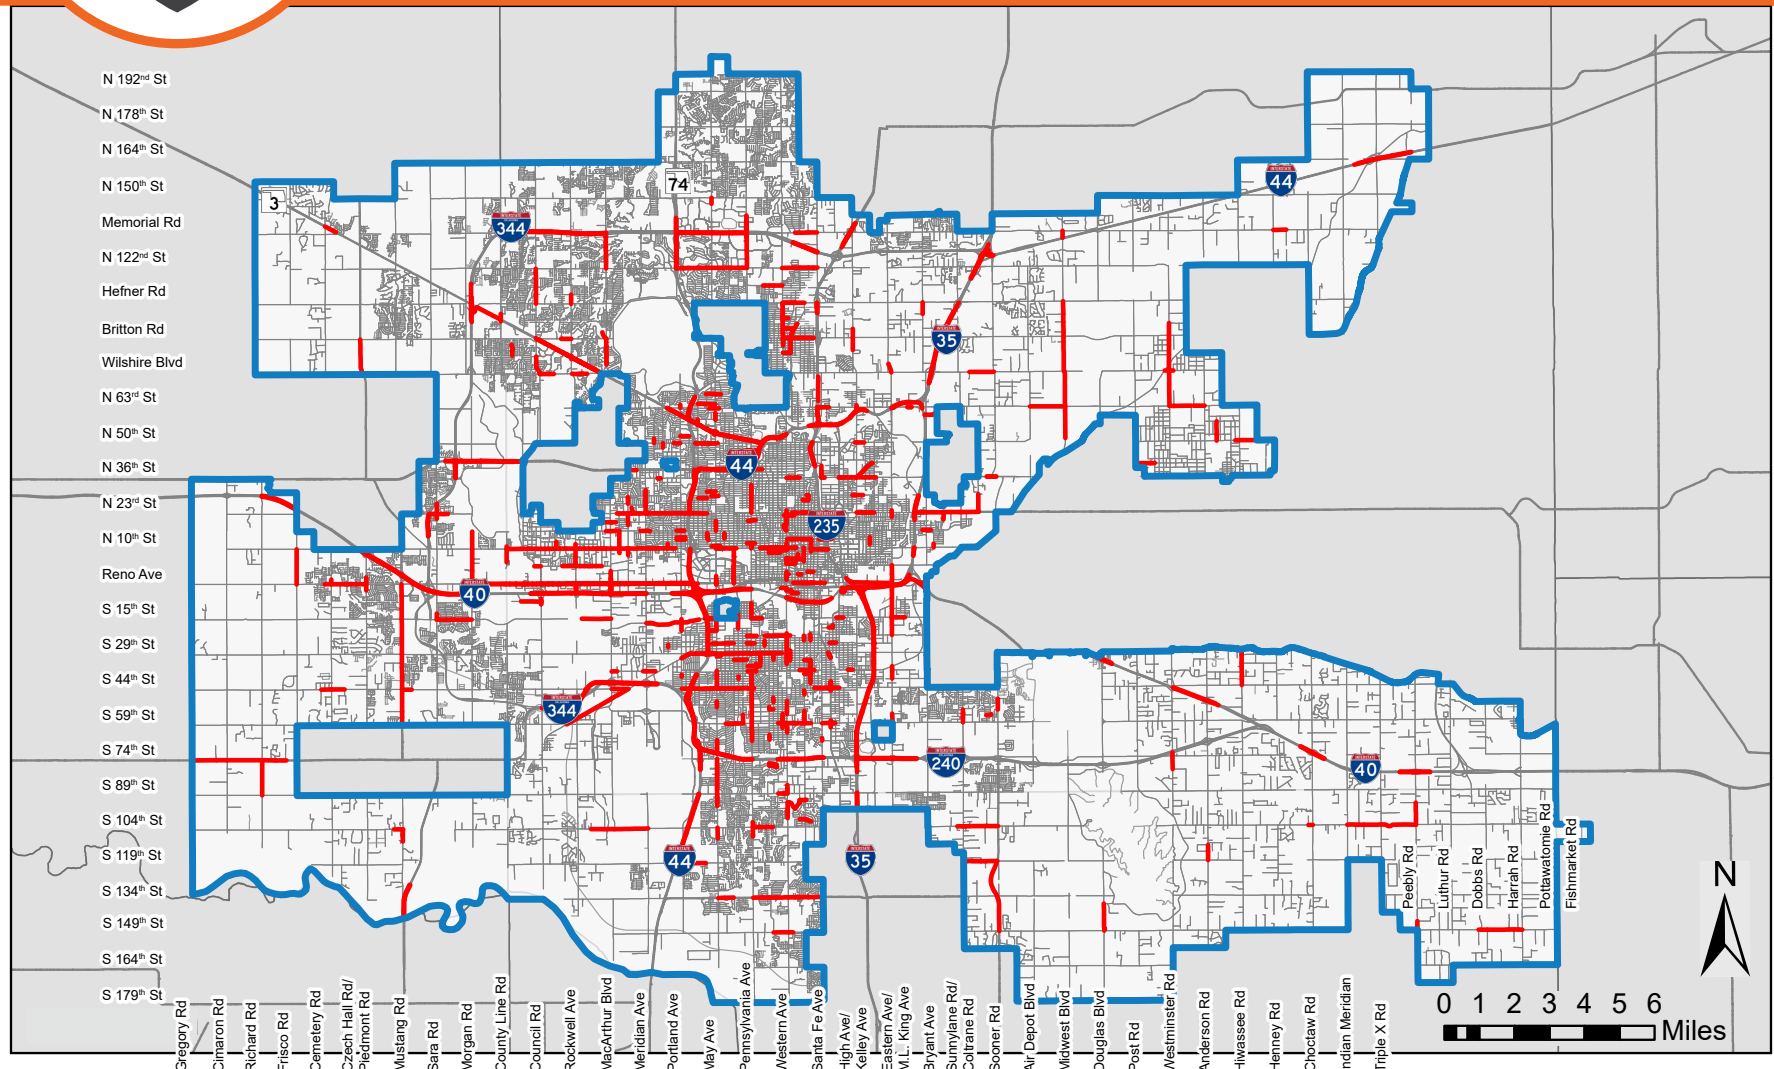 N 192nd St
N 178th St
N 164th St
N 150th St
Memorial Rd
N 122nd St
Hefner Rd
Britton Rd
Wilshire Blvd
N 63rd St
N 50th St
N 36th St
N 23rd St
N 10th St
Reno Ave
S 15th St
S 29th St
S 44th St
S 59th St
S 74th St
S 89th St
S 104th St
S 119th St
S 134th St
S 149th St
S 164th St
S 179th St
3
74
344
44
35
44
235
40
344
240
40
44
35
Gregory Rd
Cimarron Rd
Richard Rd
Frisco Rd
Cemetery Rd
Czech Hall Rd/
Piedmont Rd
Mustang Rd
Sara Rd
Morgan Rd
County Line Rd
Council Rd
Rockwell Ave
MacArthur Blvd
Meridian Ave
Portland Ave
May Ave
Pennsylvania Ave
Western Ave
Santa Fe Ave
High Ave/
Kelley Ave
Eastern Ave/
M.L. King Ave
Bryant Ave
Sunnylane Rd/
Coltrane Rd
Sooner Rd
Air Depot Blvd
Midwest Blvd
Douglas Blvd
Post Rd
Westminster Rd
Anderson Rd
Hiwassee Rd
Henney Rd
Choctaw Rd
Indian Meridian
Triple X Rd
Peebly Rd
Luthur Rd
Dobbs Rd
Harrah Rd
Pottawatomie Rd
Fishmarket Rd
N
0 1 2 3 4 5 6
Miles